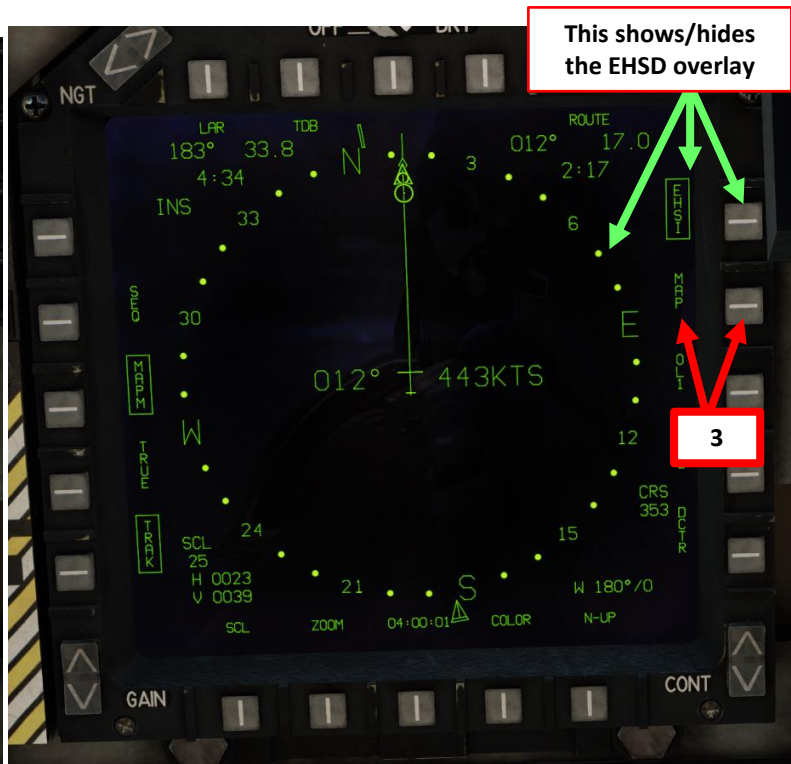 This shows/hides
the EHSD overlay
NGT
LAR
TDB
ROUTE
183° 33.8
012° 17.0
4:34
2:17
INS
N
3
33
6
EHSI
SEQ
30
E
MAP
MAPM
012°
443KTS
OLI
W
12
3
TRUE
CRS
353
DCTR
TRAK
24
15
SCL
25
H 0023
V 0039
21
S
W 180°/0
SCL
ZOOM
04:00:01
COLOR
N-UP
GAIN
CONT